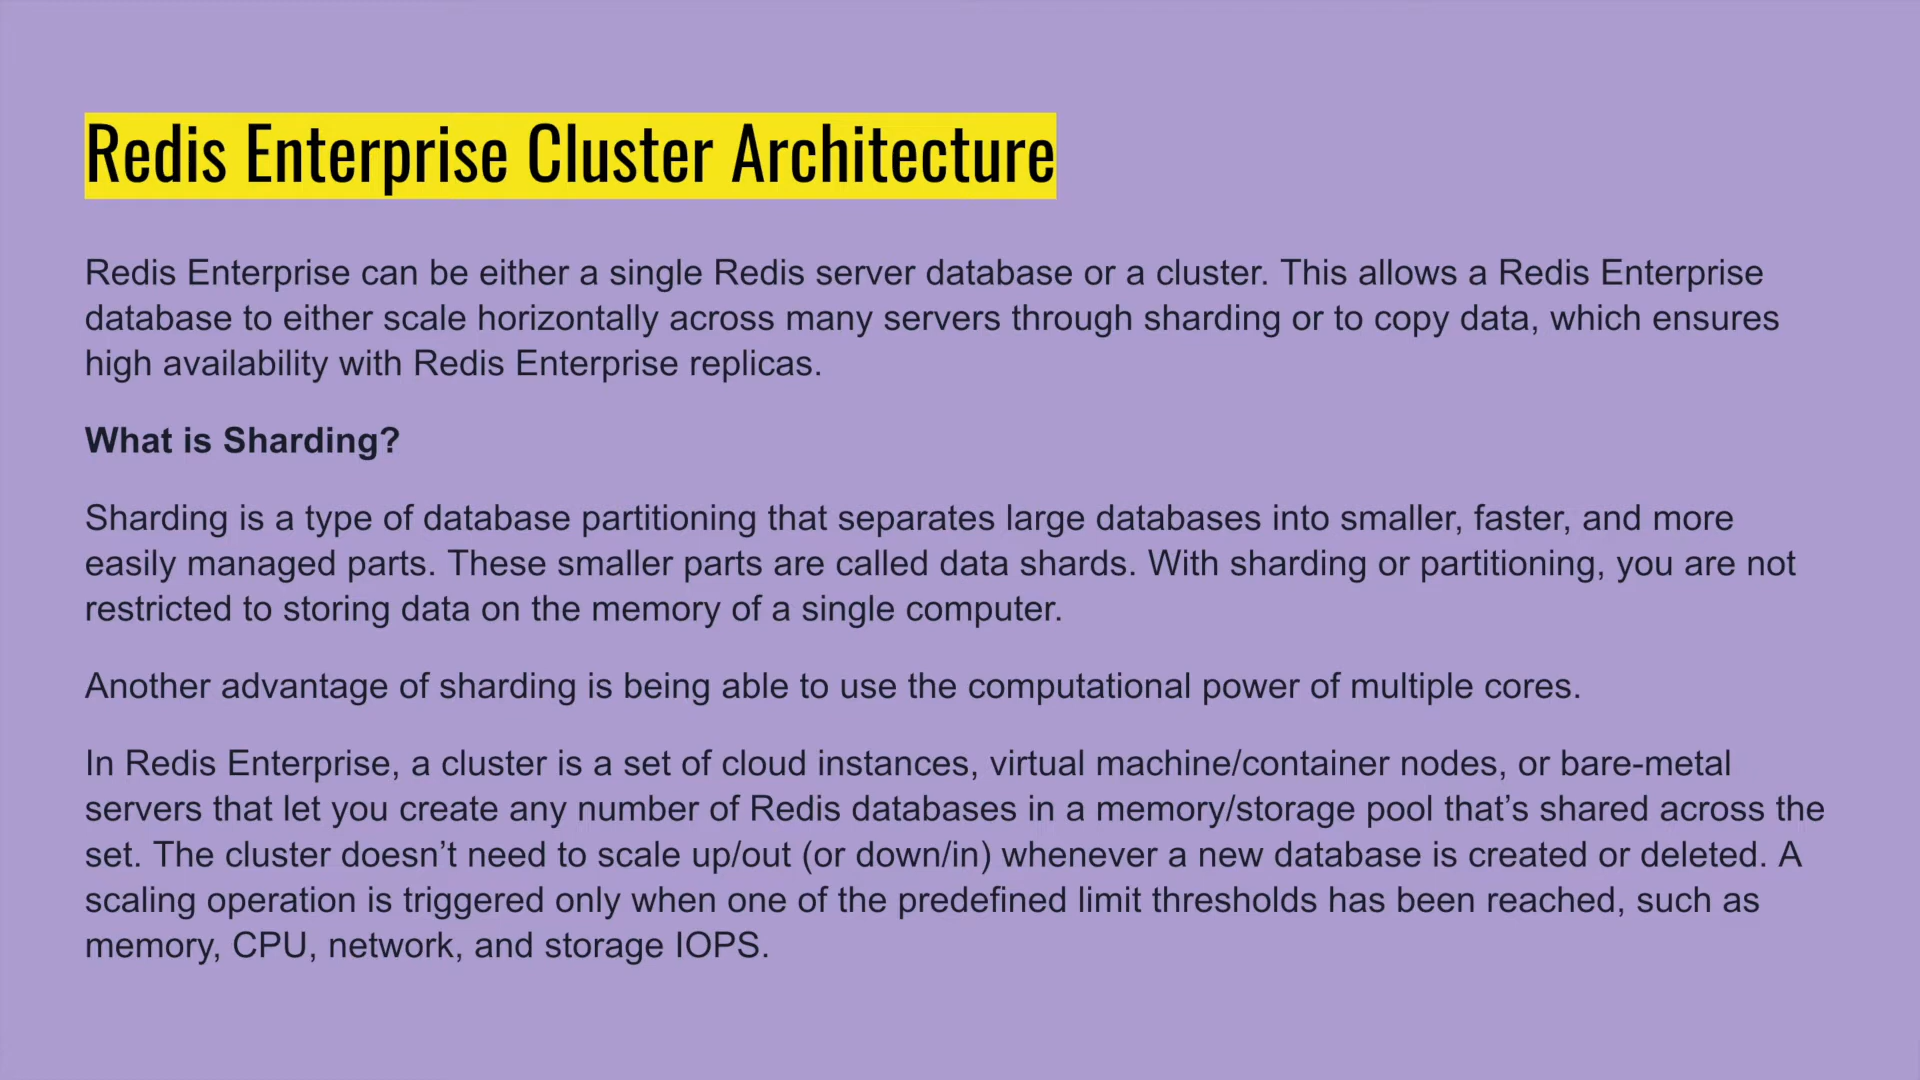 Redis Enterprise Cluster Architecture
Redis Enterprise can be either a single Redis server database or a cluster. This allows a Redis Enterprise
database to either scale horizontally across many servers through sharding or to copy data, which ensures
high availability with Redis Enterprise replicas.
What is Sharding?
Sharding is a type of database partitioning that separates large databases into smaller, faster, and more
easily managed parts. These smaller parts are called data shards. With sharding or partitioning, you are not
restricted to storing data on the memory of a single computer.
Another advantage of sharding is being able to use the computational power of multiple cores.
In Redis Enterprise, a cluster is a set of cloud instances, virtual machine/container nodes, or bare-metal
servers that let you create any number of Redis databases in a memory/storage pool that’s shared across the
set. The cluster doesn’t need to scale up/out (or down/in) whenever a new database is created or deleted. A
scaling operation is triggered only when one of the predefined limit thresholds has been reached, such as
memory, CPU, network, and storage IOPS.